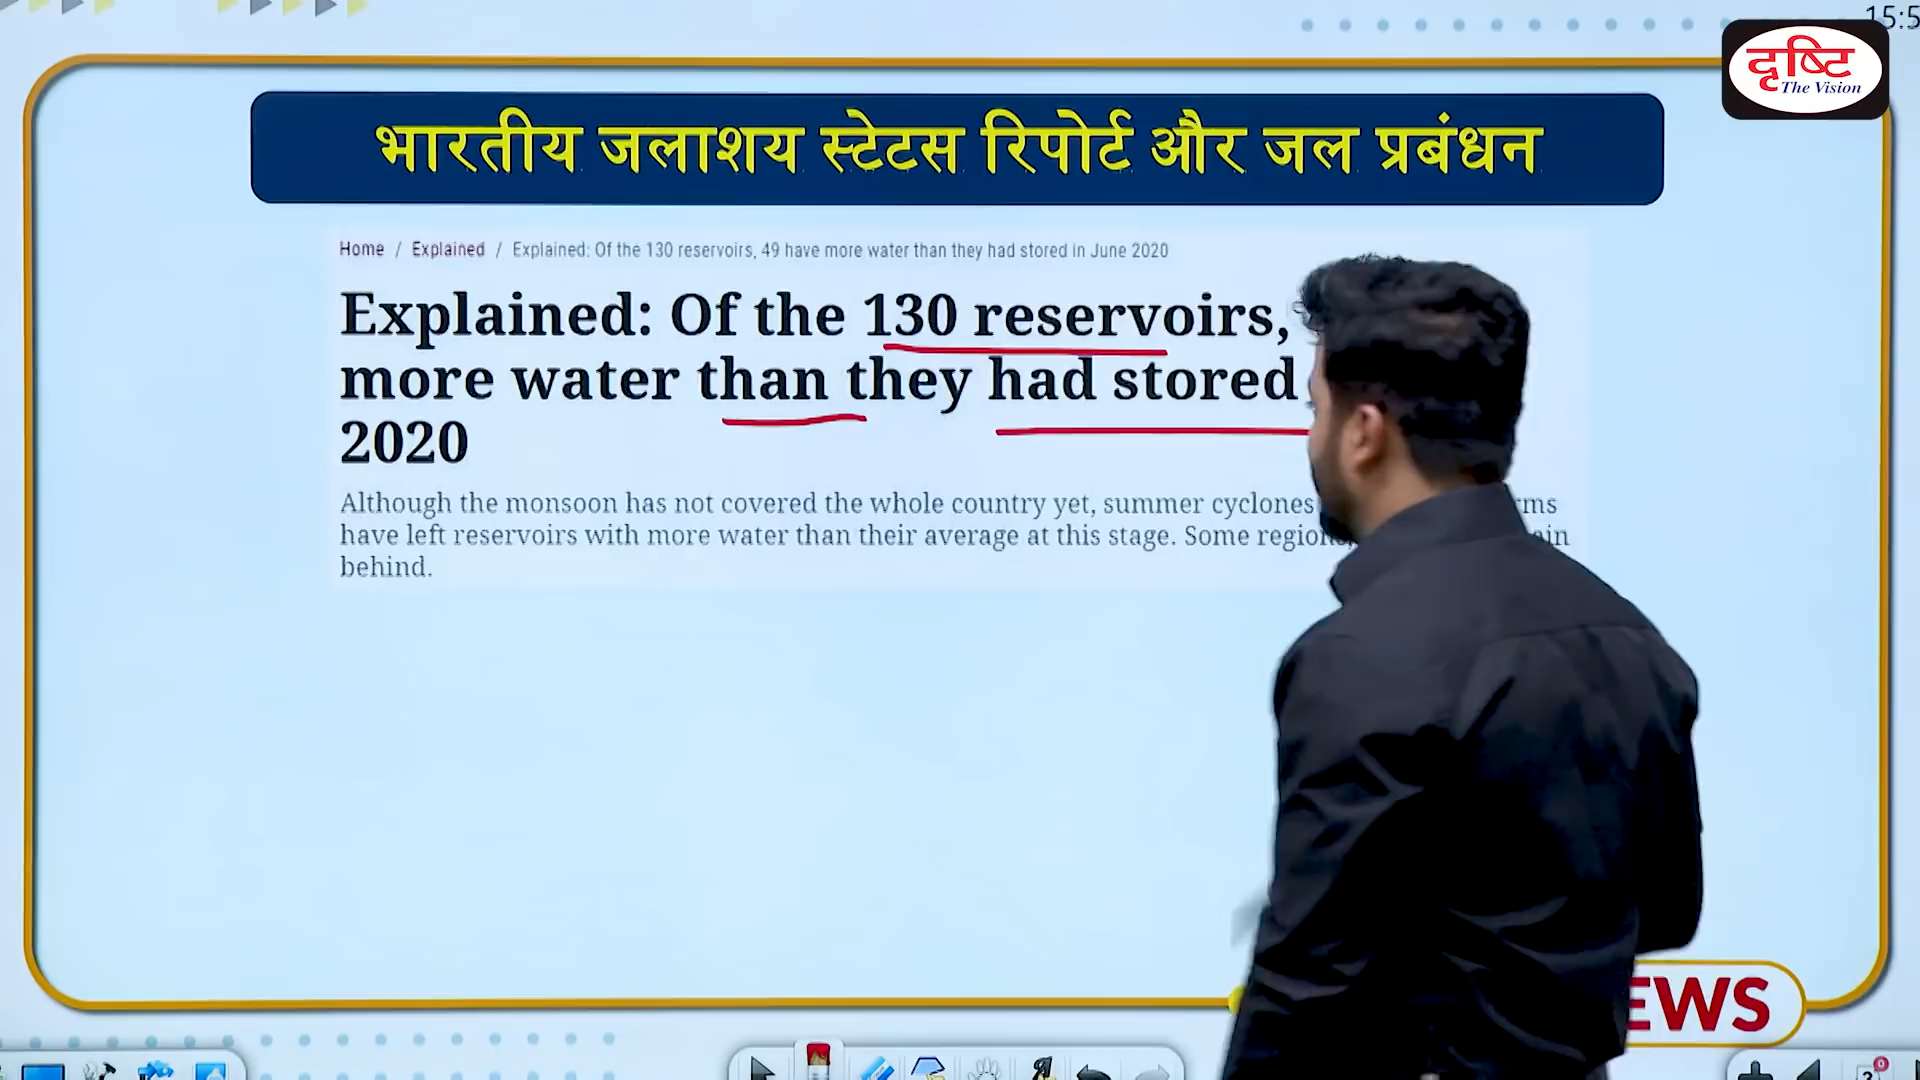 15:5
दृष्टि
The Vision
भारतीय जलाशय स्टेटस रिपोर्ट और जल प्रबंधन
Home / Explained / Explained: Of the 130 reservoirs, 49 have more water than they had stored in June 2020
Explained: Of the 130 reservoirs,
more water than they had stored
2020
Although the monsoon has not covered the whole country yet, summer cyclones
have left reservoirs with more water than their average at this stage. Some
behind.
EWS